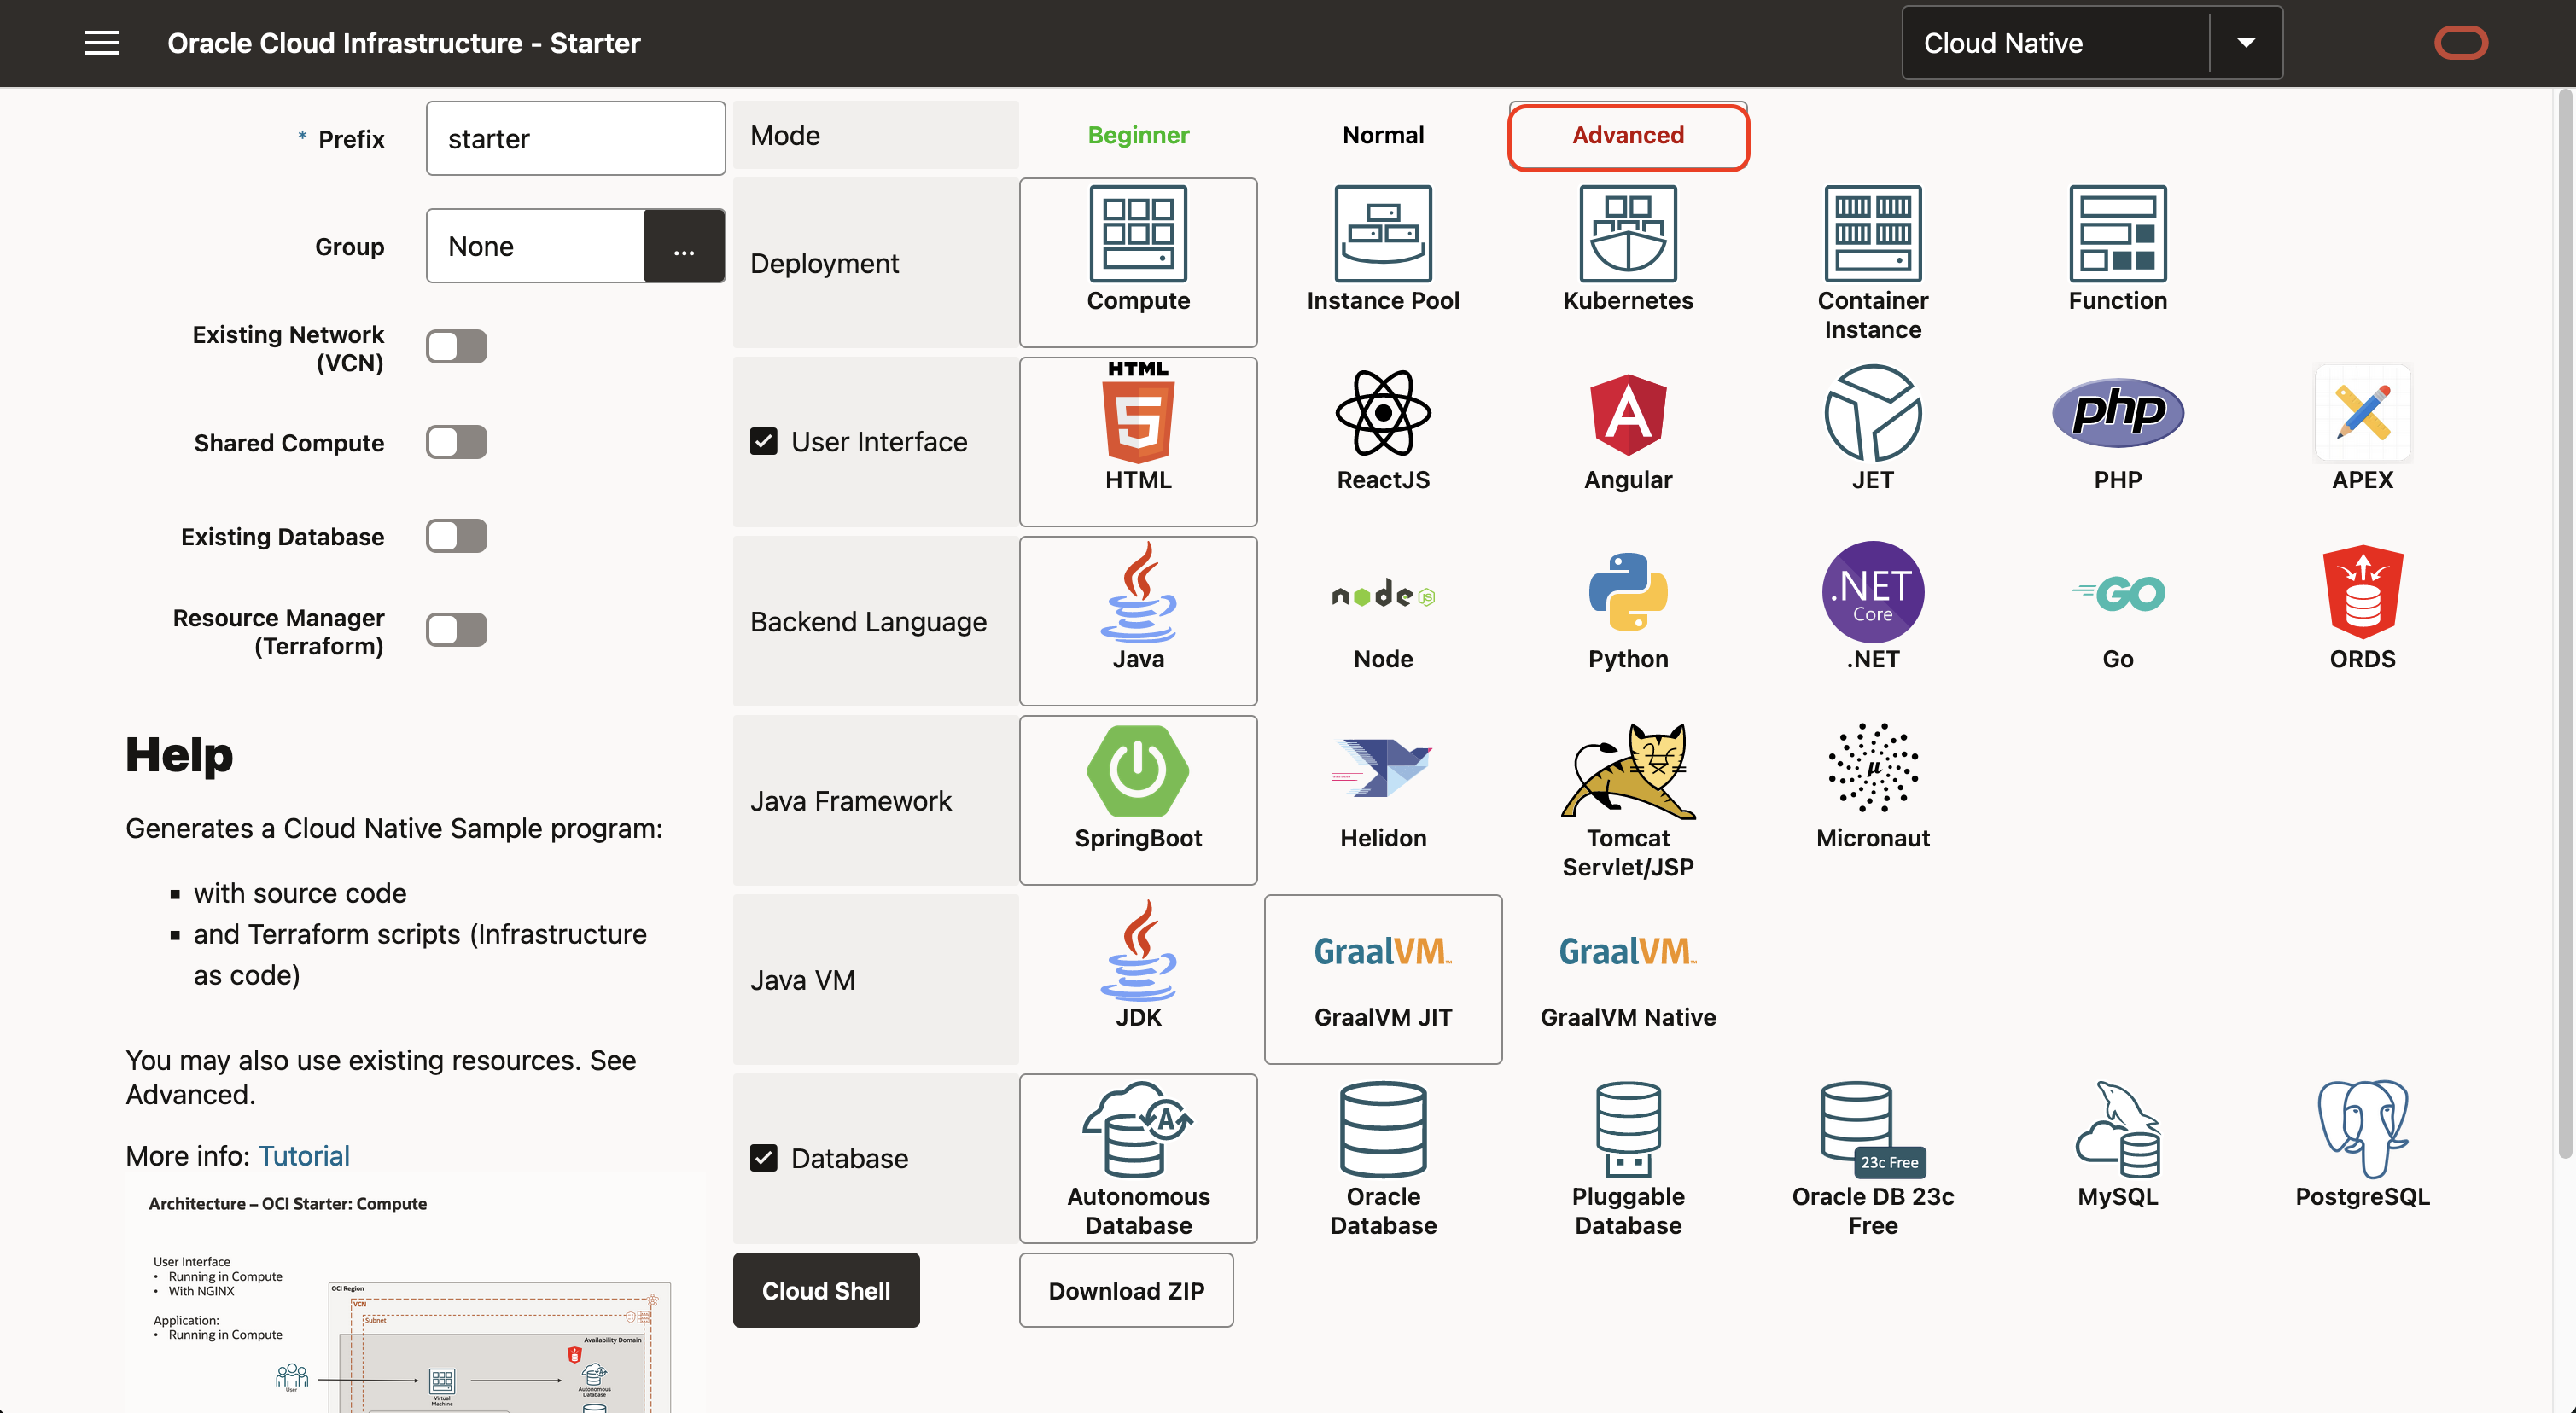 Oracle Cloud Infrastructure - Starter
Cloud Native
* Prefix
starter
Group
None
...
Existing Network
(VCN)
Shared Compute
Existing Database
Resource Manager
(Terraform)
Help
Generates a Cloud Native Sample program:
with source code
and Terraform scripts (Infrastructure
as code)
You may also use existing resources. See
Advanced.
More info: Tutorial
Architecture – OCI Starter: Compute
User Interface
• Running in Compute
• With NGINX
Application:
• Running in Compute
OCI Region
VCN
Subnet
Availability Domain
User
Virtual
Machine
Autonomous
Database
Mode
Beginner
Normal
Advanced
Deployment
Compute
Instance Pool
Kubernetes
Container
Instance
Function
User Interface
HTML
5
HTML
ReactJS
Angular
JET
php
PHP
APEX
Backend Language
Java
node
JS
Node
Python
.NET
Core
.NET
GO
Go
ORDS
Java Framework
SpringBoot
Helidon
Tomcat
Servlet/JSP
μ
Micronaut
Java VM
JDK
GraalVM™
GraalVM JIT
GraalVM™
GraalVM Native
Database
A
Autonomous
Database
Oracle
Database
Pluggable
Database
23c Free
Oracle DB 23c
Free
MySQL
PostgreSQL
Cloud Shell
Download ZIP